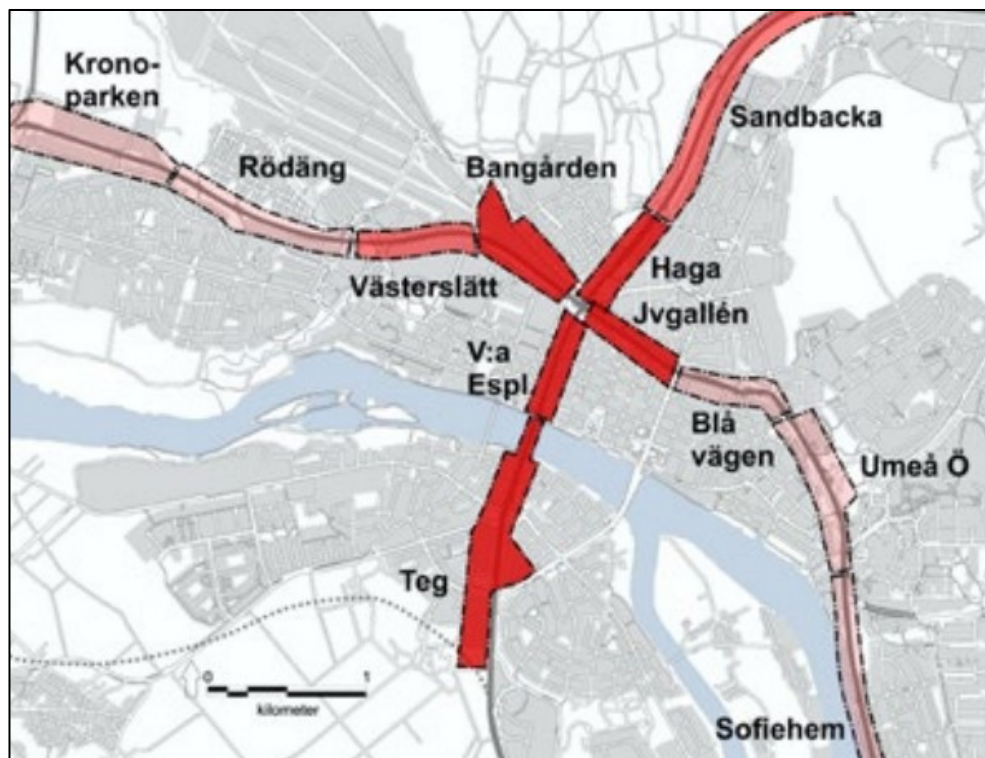 Krono-
parken
Rödäng
Bangården
Sandbacka
Västerslätt
Haga
Jvgallén
V:a
Espl
Blå
vägen
Umeå Ö
Teg
0 1
kilometer
Sofiehem